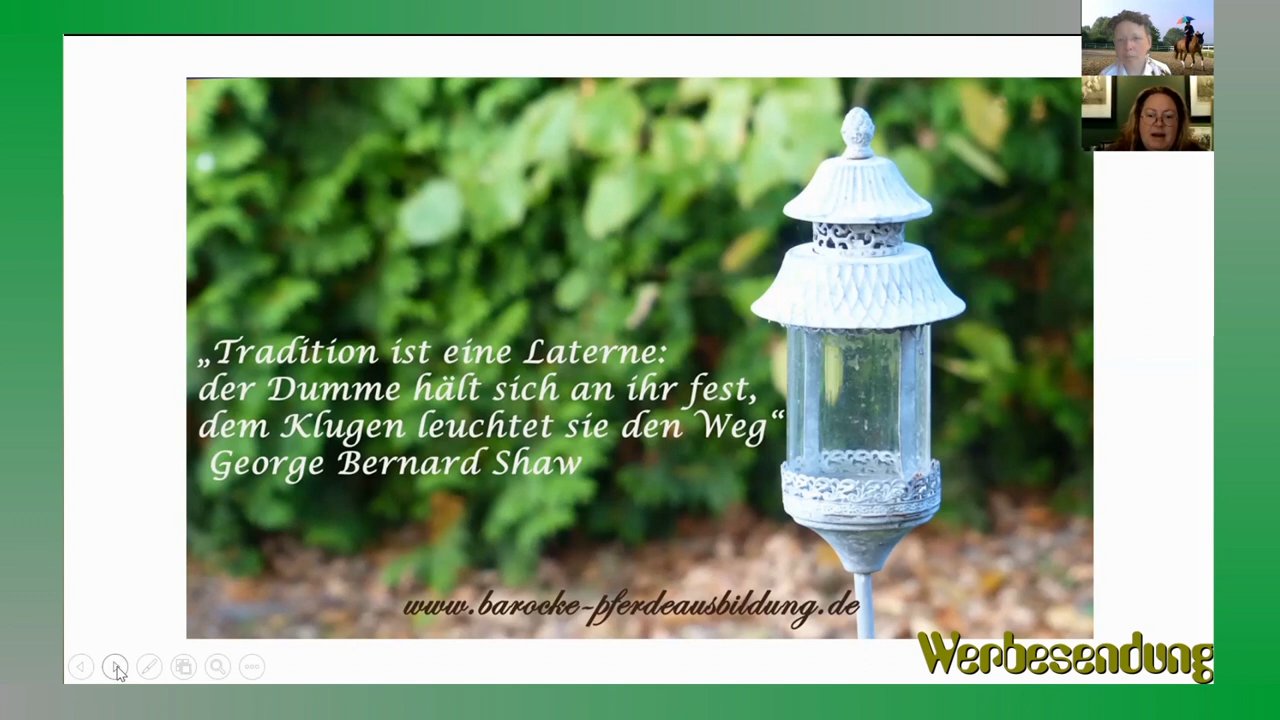 „Tradition ist eine Laterne:
der Dumme hält sich an ihr fest,
dem Klugen leuchtet sie den Weg“
George Bernard Shaw
www.barocke-pferdeausbildung.de
Werbesendung